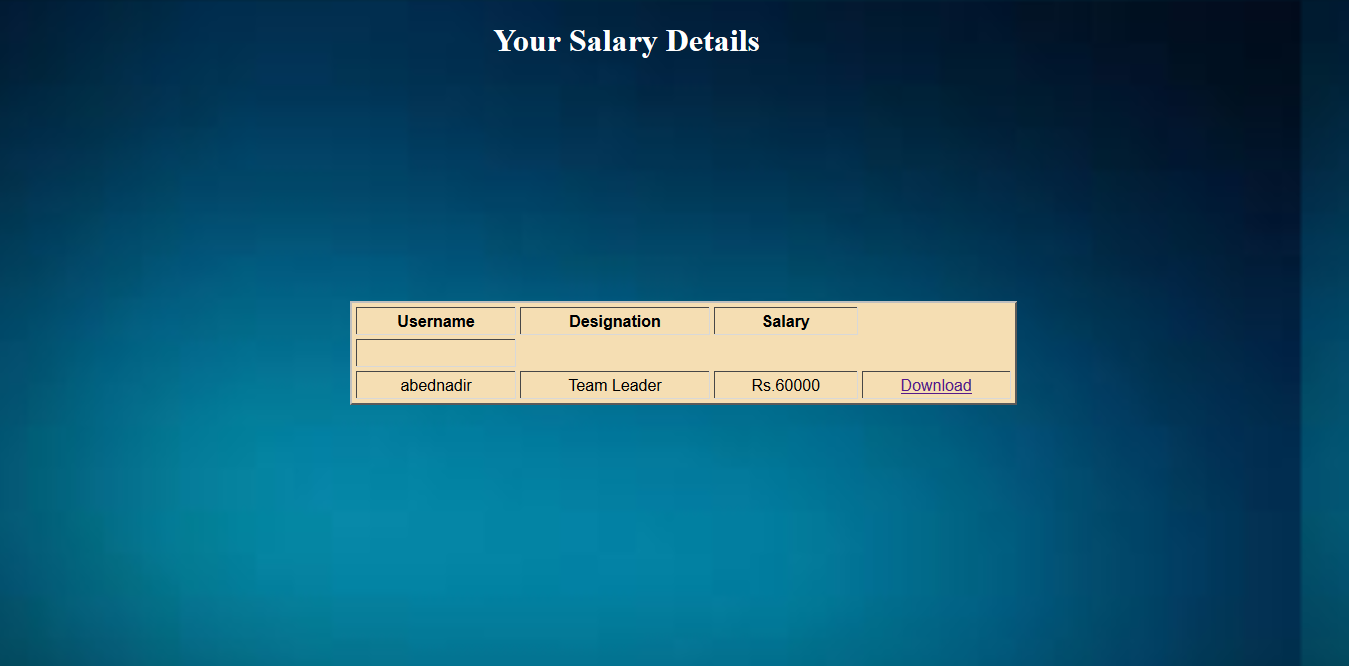 Your Salary Details
Username Designation Salary
abednadir Team Leader Rs.60000 Download